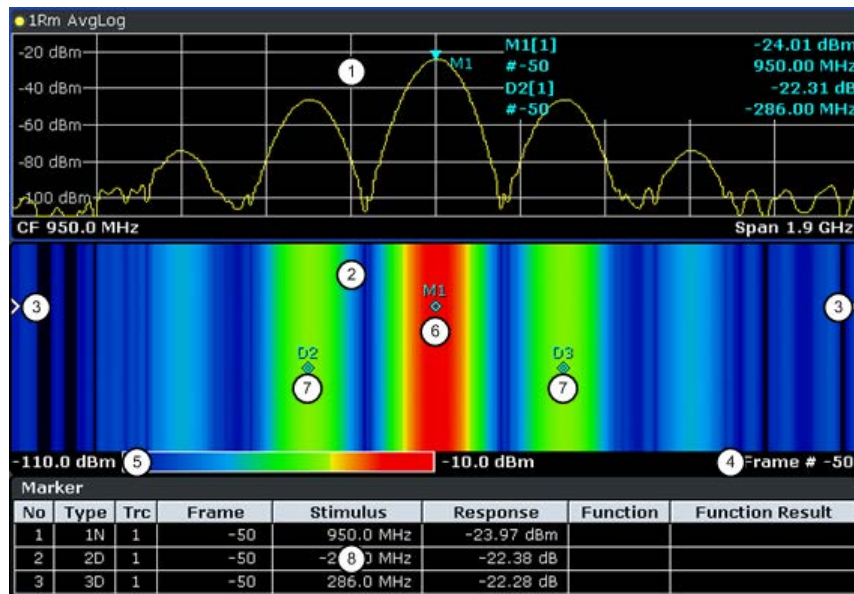 1Rm AvgLog
M1[1] -24.01 dBm
#-50 950.00 MHz
D2[1] -22.31 dB
#-50 -286.00 MHz
-20 dBm
1
M1
-40 dBm
-60 dBm
-80 dBm
-100 dBm
CF 950.0 MHz Span 1.9 GHz
2
3 M1 3
6
D2 D3
7 7
-110.0 dBm 5 -10.0 dBm 4 Frame # -50
Marker
No Type Trc Frame Stimulus Response Function Function Result
1 1N 1 -50 950.0 MHz -23.97 dBm
2 2D 1 -50 8 MHz -22.38 dB
3 3D 1 -50 286.0 MHz -22.28 dB